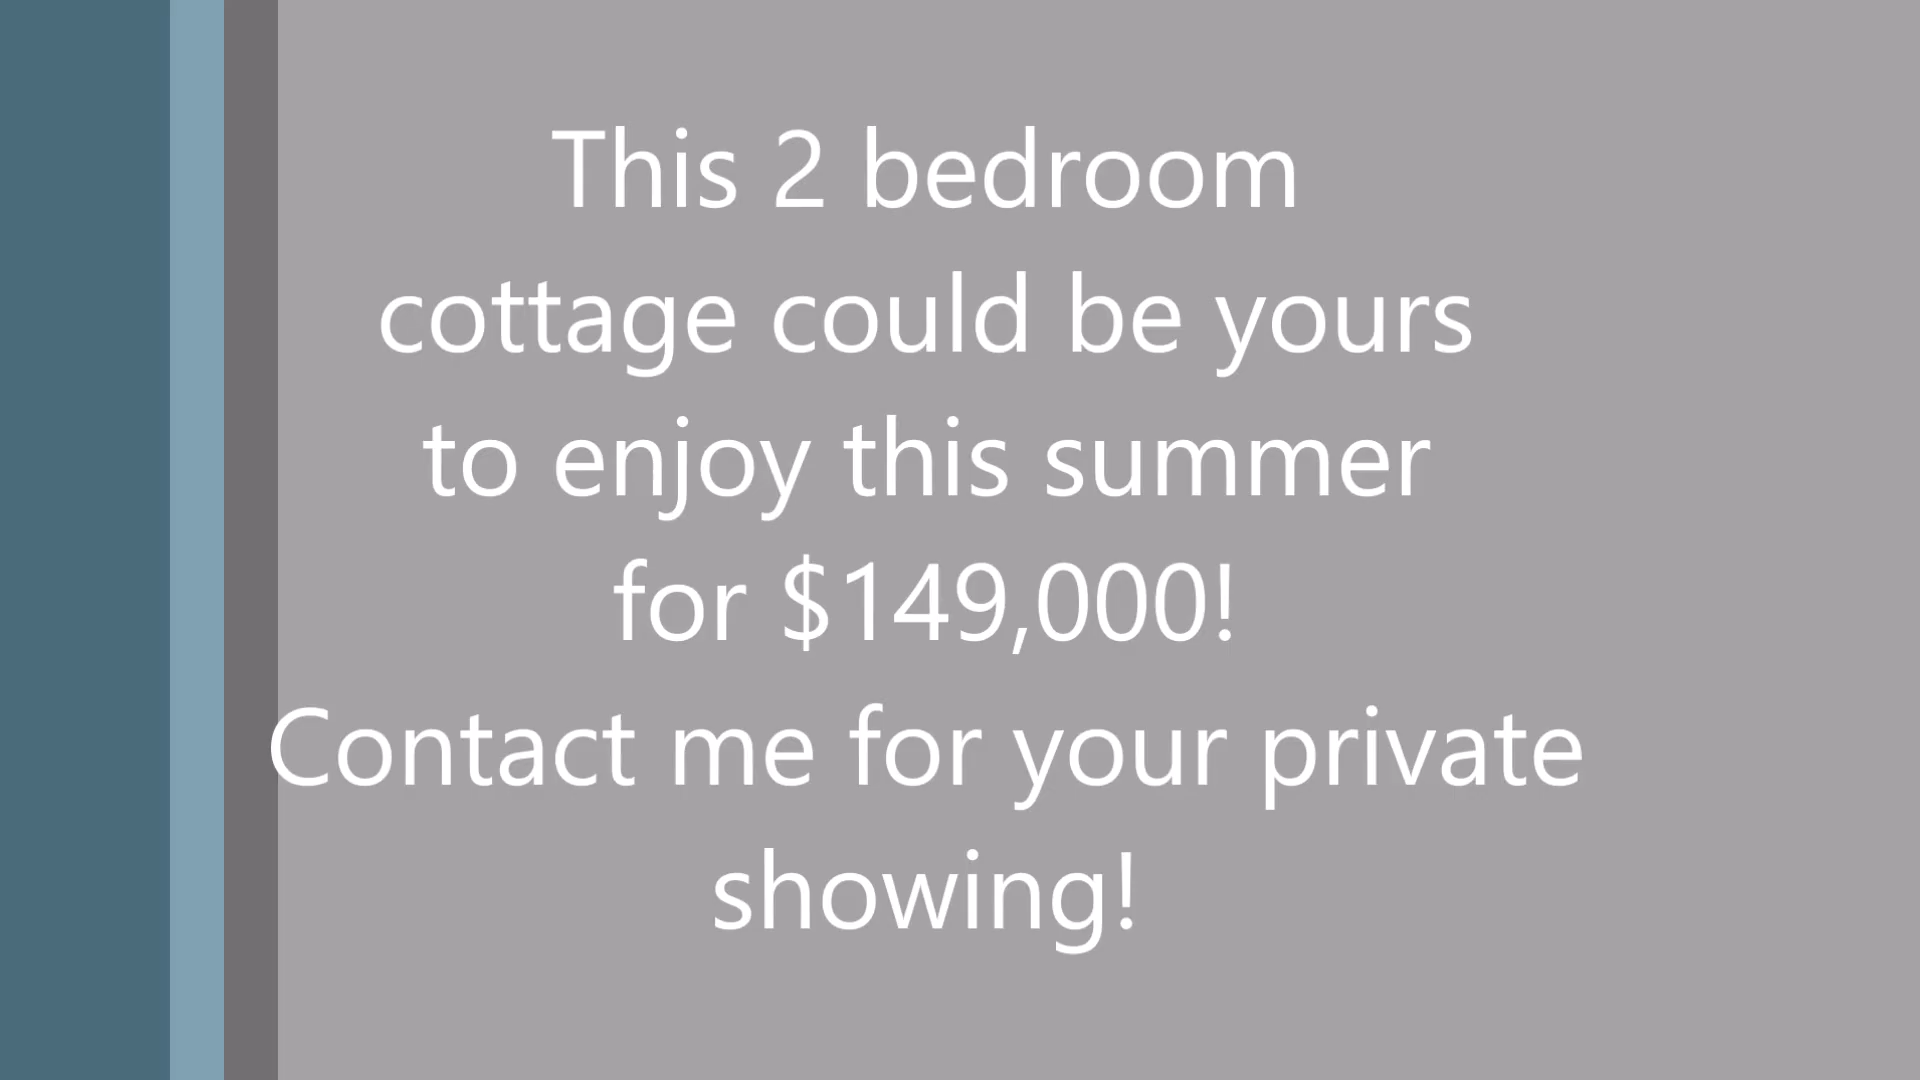 This 2 bedroom
cottage could be yours
to enjoy this summer
for $149,000!
Contact me for your private
showing!